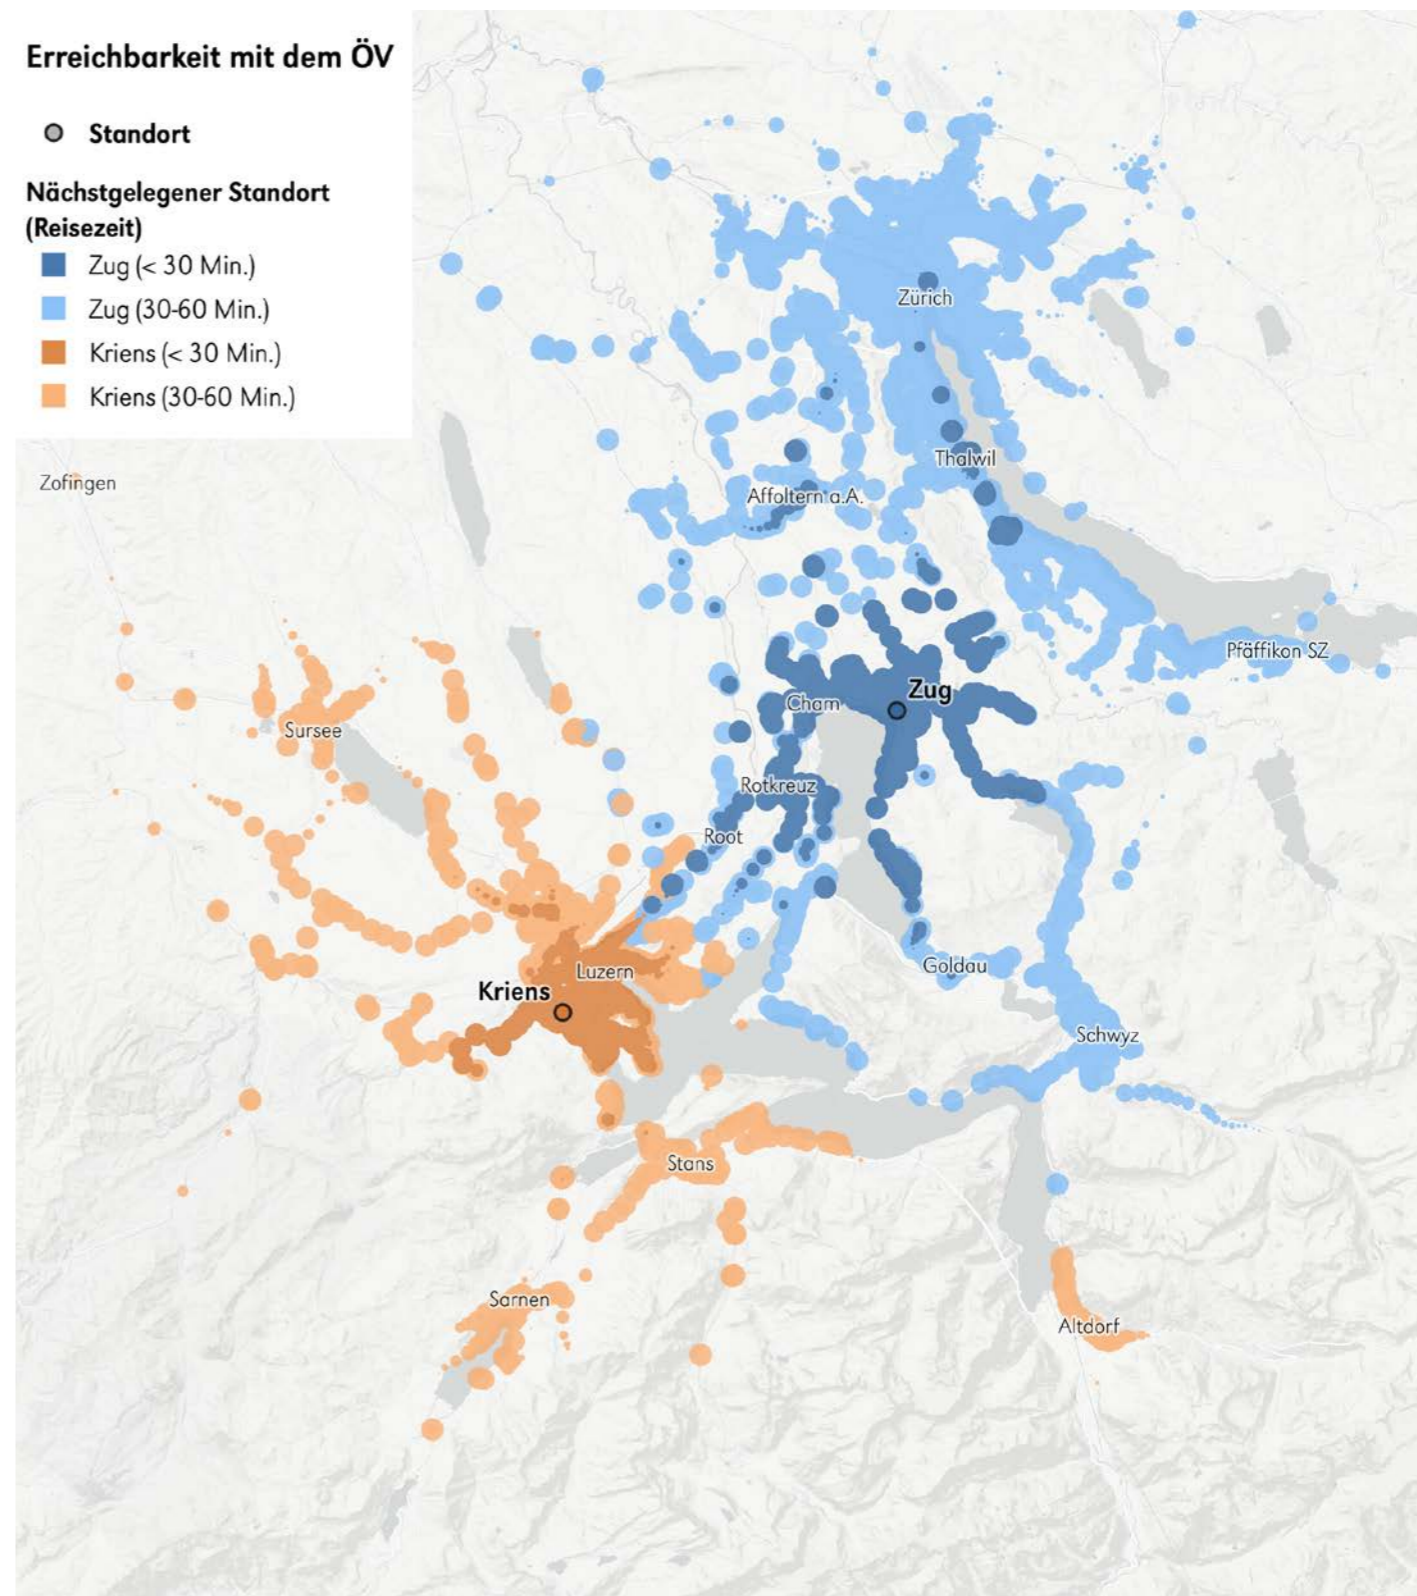 Erreichbarkeit mit dem ÖV
Standort
Nächstgelegener Standort
(Reisezeit)
Zug (< 30 Min.)
Zug (30-60 Min.)
Kriens (< 30 Min.)
Kriens (30-60 Min.)
Zürich
Thalwil
Zofingen
Affoltern a.A.
Pfäffikon SZ
Zug
Cham
Sursee
Rotkreuz
Root
Goldau
Luzern
Kriens
Schwyz
Stans
Sarnen
Altdorf